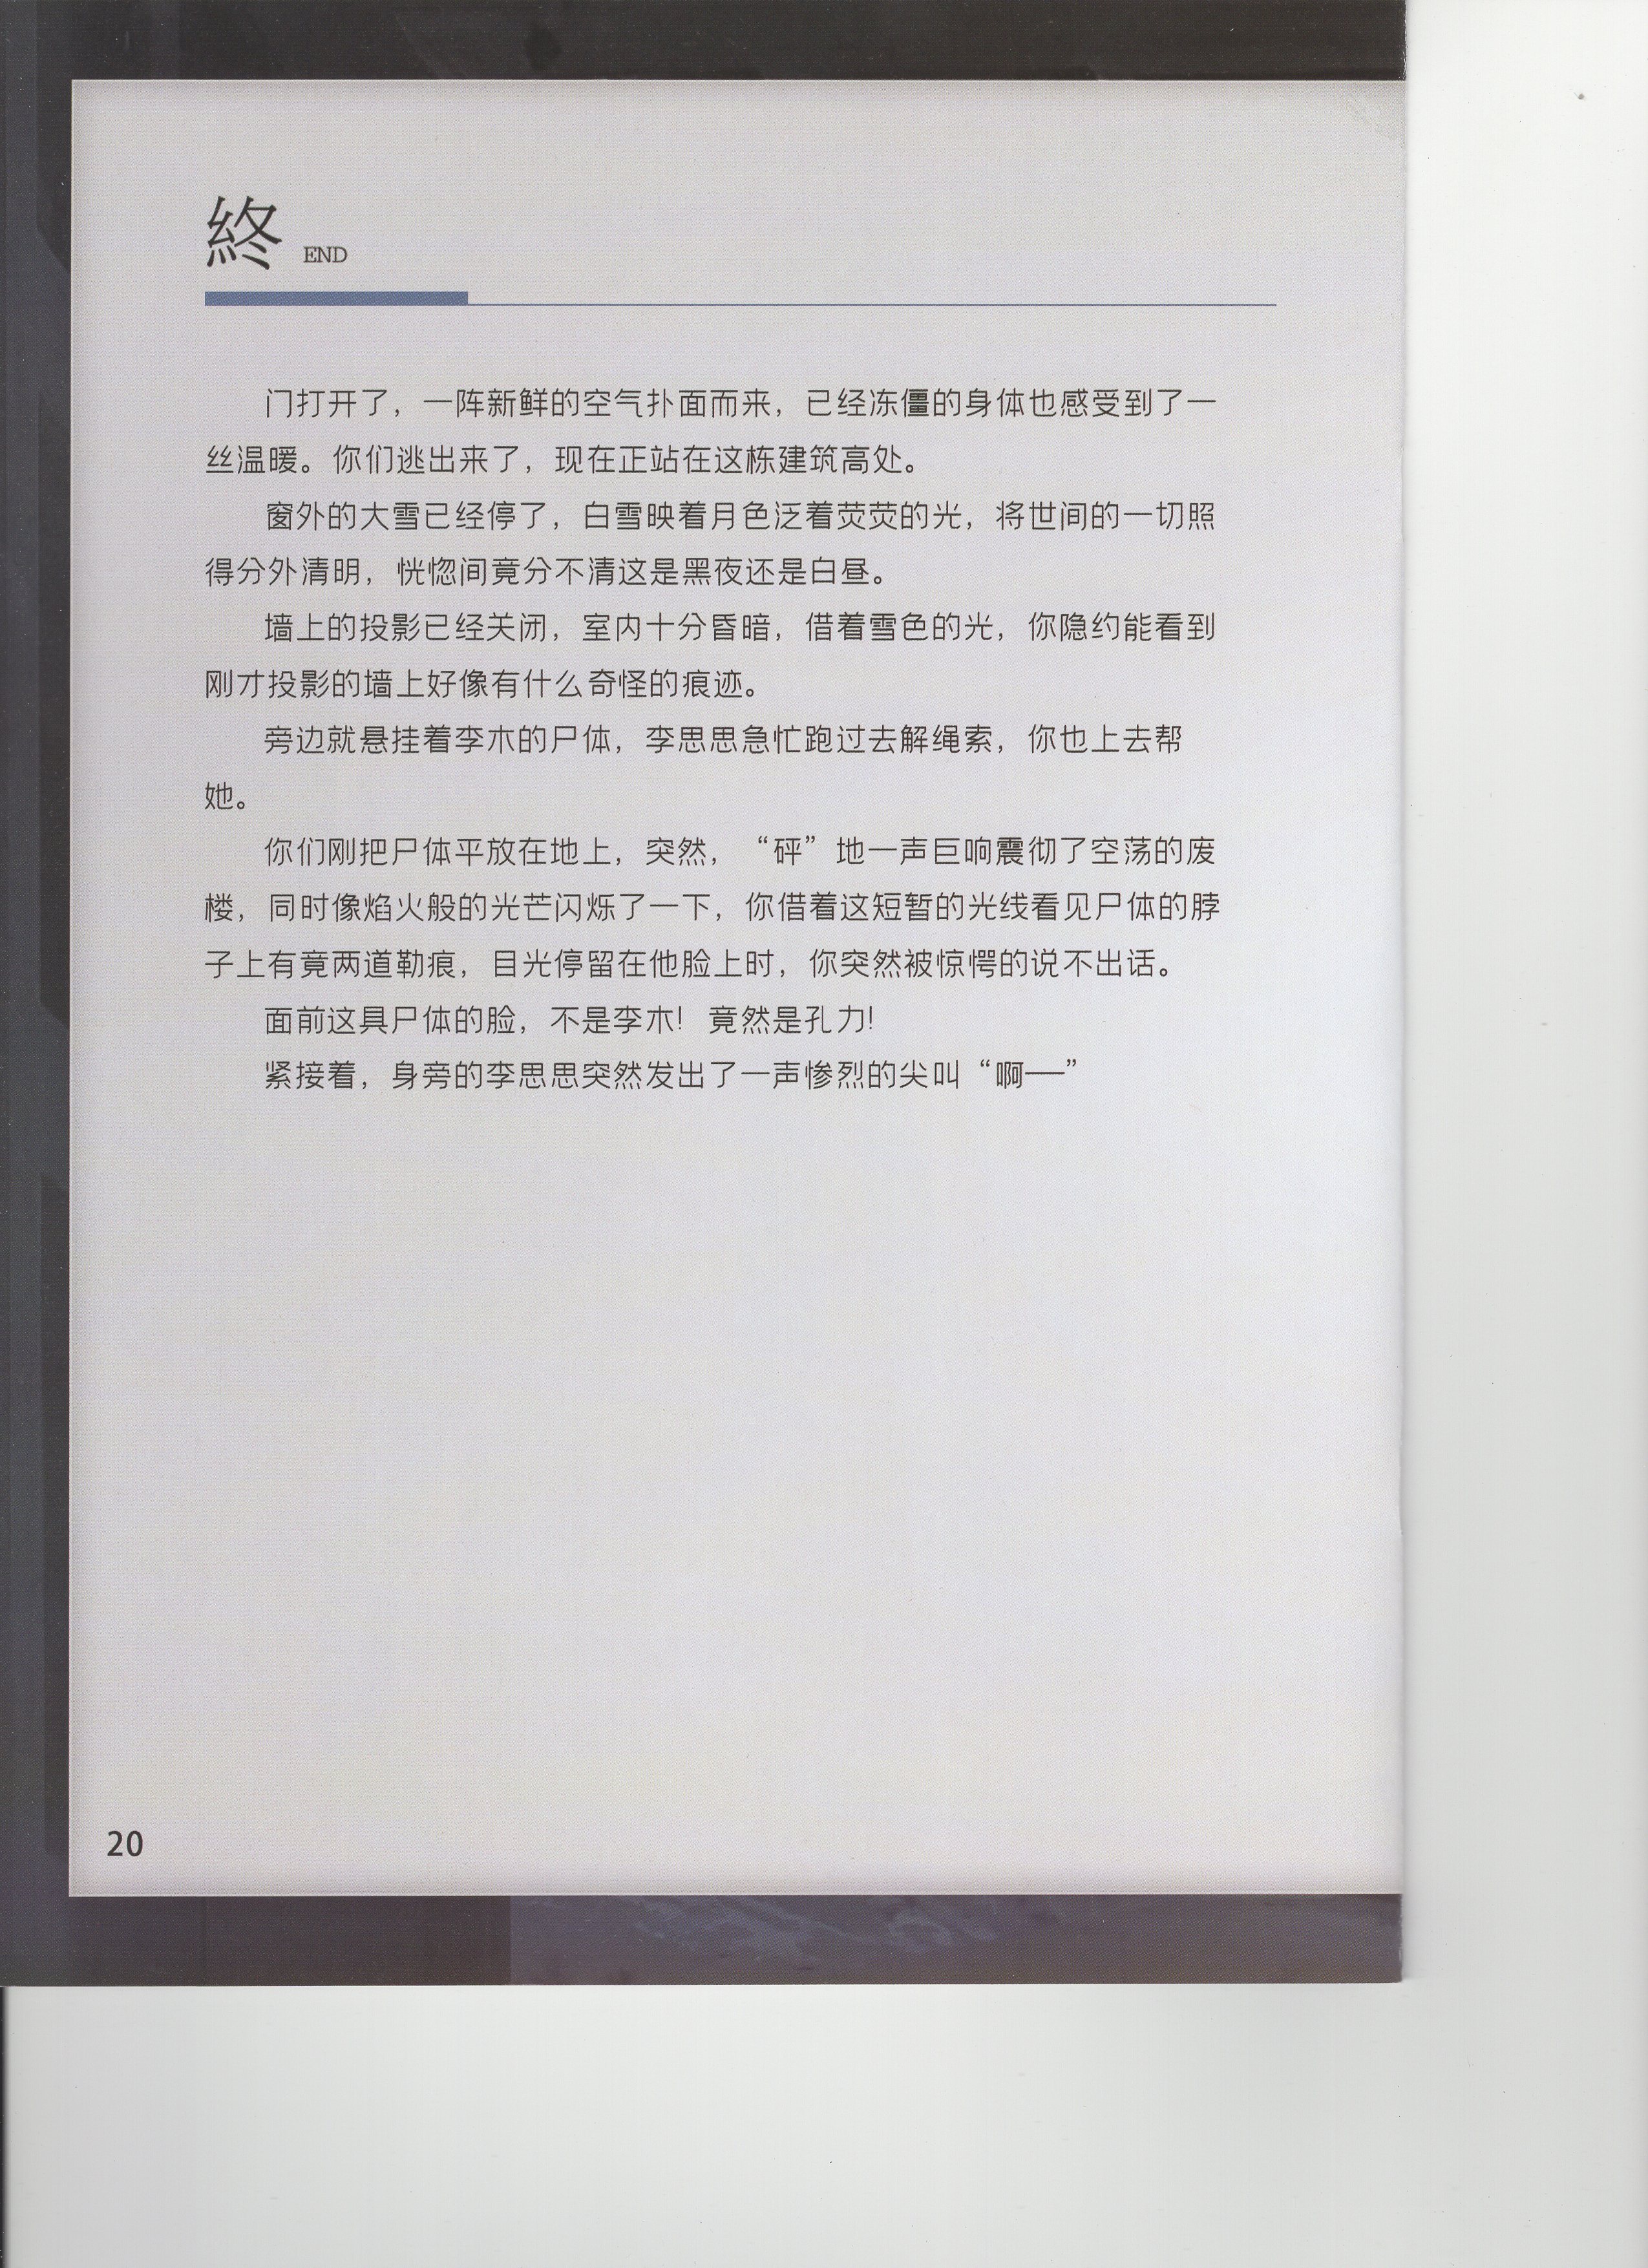 終 END
门打开了，一阵新鲜的空气扑面而来，已经冻僵的身体也感受到了一
丝温暖。你们逃出来了，现在正站在这栋建筑高处。
窗外的大雪已经停了，白雪映着月色泛着荧荧的光，将世间的一切照
得分外清明，恍惚间竟分不清这是黑夜还是白昼。
墙上的投影已经关闭，室内十分昏暗，借着雪色的光，你隐约能看到
刚才投影的墙上好像有什么奇怪的痕迹。
旁边就悬挂着李木的尸体，李思思急忙跑过去解绳索，你也上去帮
她。
你们刚把尸体平放在地上，突然，“砰”地一声巨响震彻了空荡的废
楼，同时像焰火般的光芒闪烁了一下，你借着这短暂的光线看见尸体的脖
子上有竟两道勒痕，目光停留在他脸上时，你突然被惊愕的说不出话。
面前这具尸体的脸，不是李木！竟然是孔力！
紧接着，身旁的李思思突然发出了一声惨烈的尖叫“啊——”
20